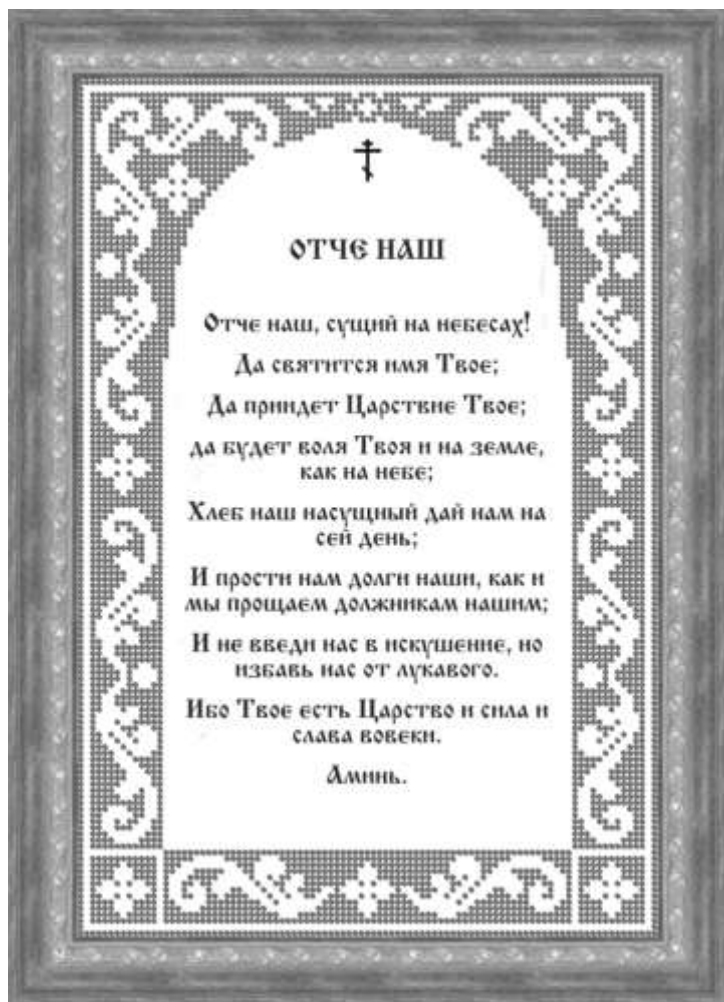 ОТЧЕ НАШ
Отче наш, сущий на небесах!
Да святится имя Твое;
Да приидет Царствие Твое;
да будет воля Твоя и на земле,
как на небе;
Хлеб наш насущный дай нам на
сей день;
И прости нам долги наши, как и
мы прощаем должникам нашим;
И не введи нас в искушение, но
избавь нас от лукавого.
Ибо Твое есть Царство и сила и
слава вовеки.
Аминь.